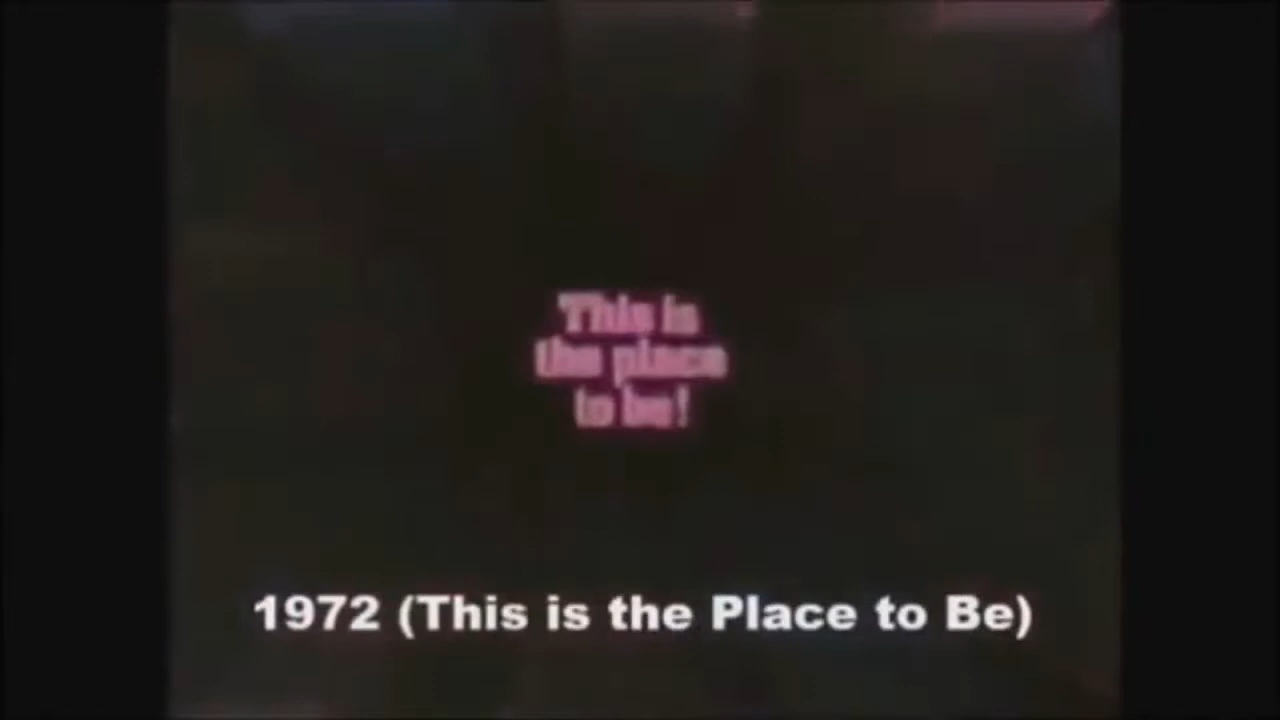 This is
the place
to be!
1972 (This is the Place to Be)